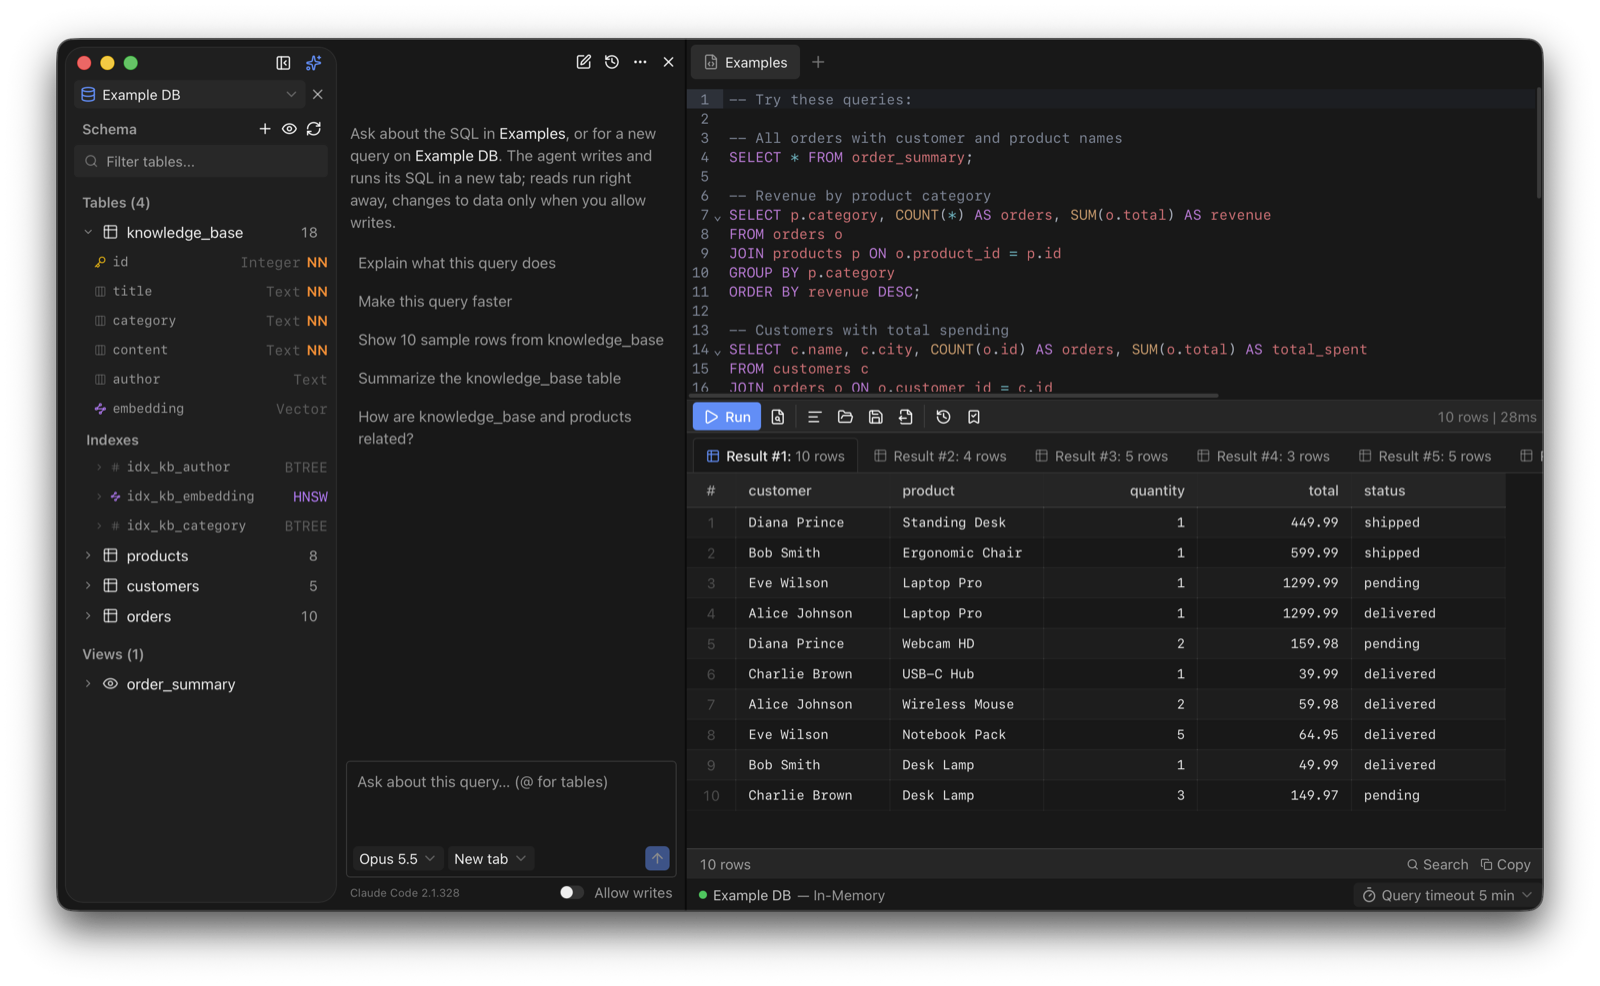 Example DB
Schema
Filter tables...
Tables (4)
knowledge_base 18
id Integer NN
title Text NN
category Text NN
content Text NN
author Text
embedding Vector
Indexes
# idx_kb_author BTREE
idx_kb_embedding HNSW
# idx_kb_category BTREE
products 8
customers 5
orders 10
Views (1)
order_summary
Ask about the SQL in Examples, or for a new
query on Example DB. The agent writes and
runs its SQL in a new tab; reads run right
away, changes to data only when you allow
writes.
Explain what this query does
Make this query faster
Show 10 sample rows from knowledge_base
Summarize the knowledge_base table
How are knowledge_base and products
related?
Ask about this query... (@ for tables)
Opus 5.5 New tab
Claude Code 2.1.328 Allow writes
Examples
1 -- Try these queries:
2
3 -- All orders with customer and product names
4 SELECT * FROM order_summary;
5
6 -- Revenue by product category
7 SELECT p.category, COUNT(*) AS orders, SUM(o.total) AS revenue
8 FROM orders o
9 JOIN products p ON o.product_id = p.id
10 GROUP BY p.category
11 ORDER BY revenue DESC;
12
13 -- Customers with total spending
14 SELECT c.name, c.city, COUNT(o.id) AS orders, SUM(o.total) AS total_spent
15 FROM customers c
16 JOIN orders o ON o.customer_id = c.id
Run 10 rows | 28ms
Result #1: 10 rows Result #2: 4 rows Result #3: 5 rows Result #4: 3 rows Result #5: 5 rows
# customer product quantity total status
1 Diana Prince Standing Desk 1 449.99 shipped
2 Bob Smith Ergonomic Chair 1 599.99 shipped
3 Eve Wilson Laptop Pro 1 1299.99 pending
4 Alice Johnson Laptop Pro 1 1299.99 delivered
5 Diana Prince Webcam HD 2 159.98 pending
6 Charlie Brown USB-C Hub 1 39.99 delivered
7 Alice Johnson Wireless Mouse 2 59.98 delivered
8 Eve Wilson Notebook Pack 5 64.95 delivered
9 Bob Smith Desk Lamp 1 49.99 delivered
10 Charlie Brown Desk Lamp 3 149.97 pending
10 rows Search Copy
Example DB — In-Memory Query timeout 5 min